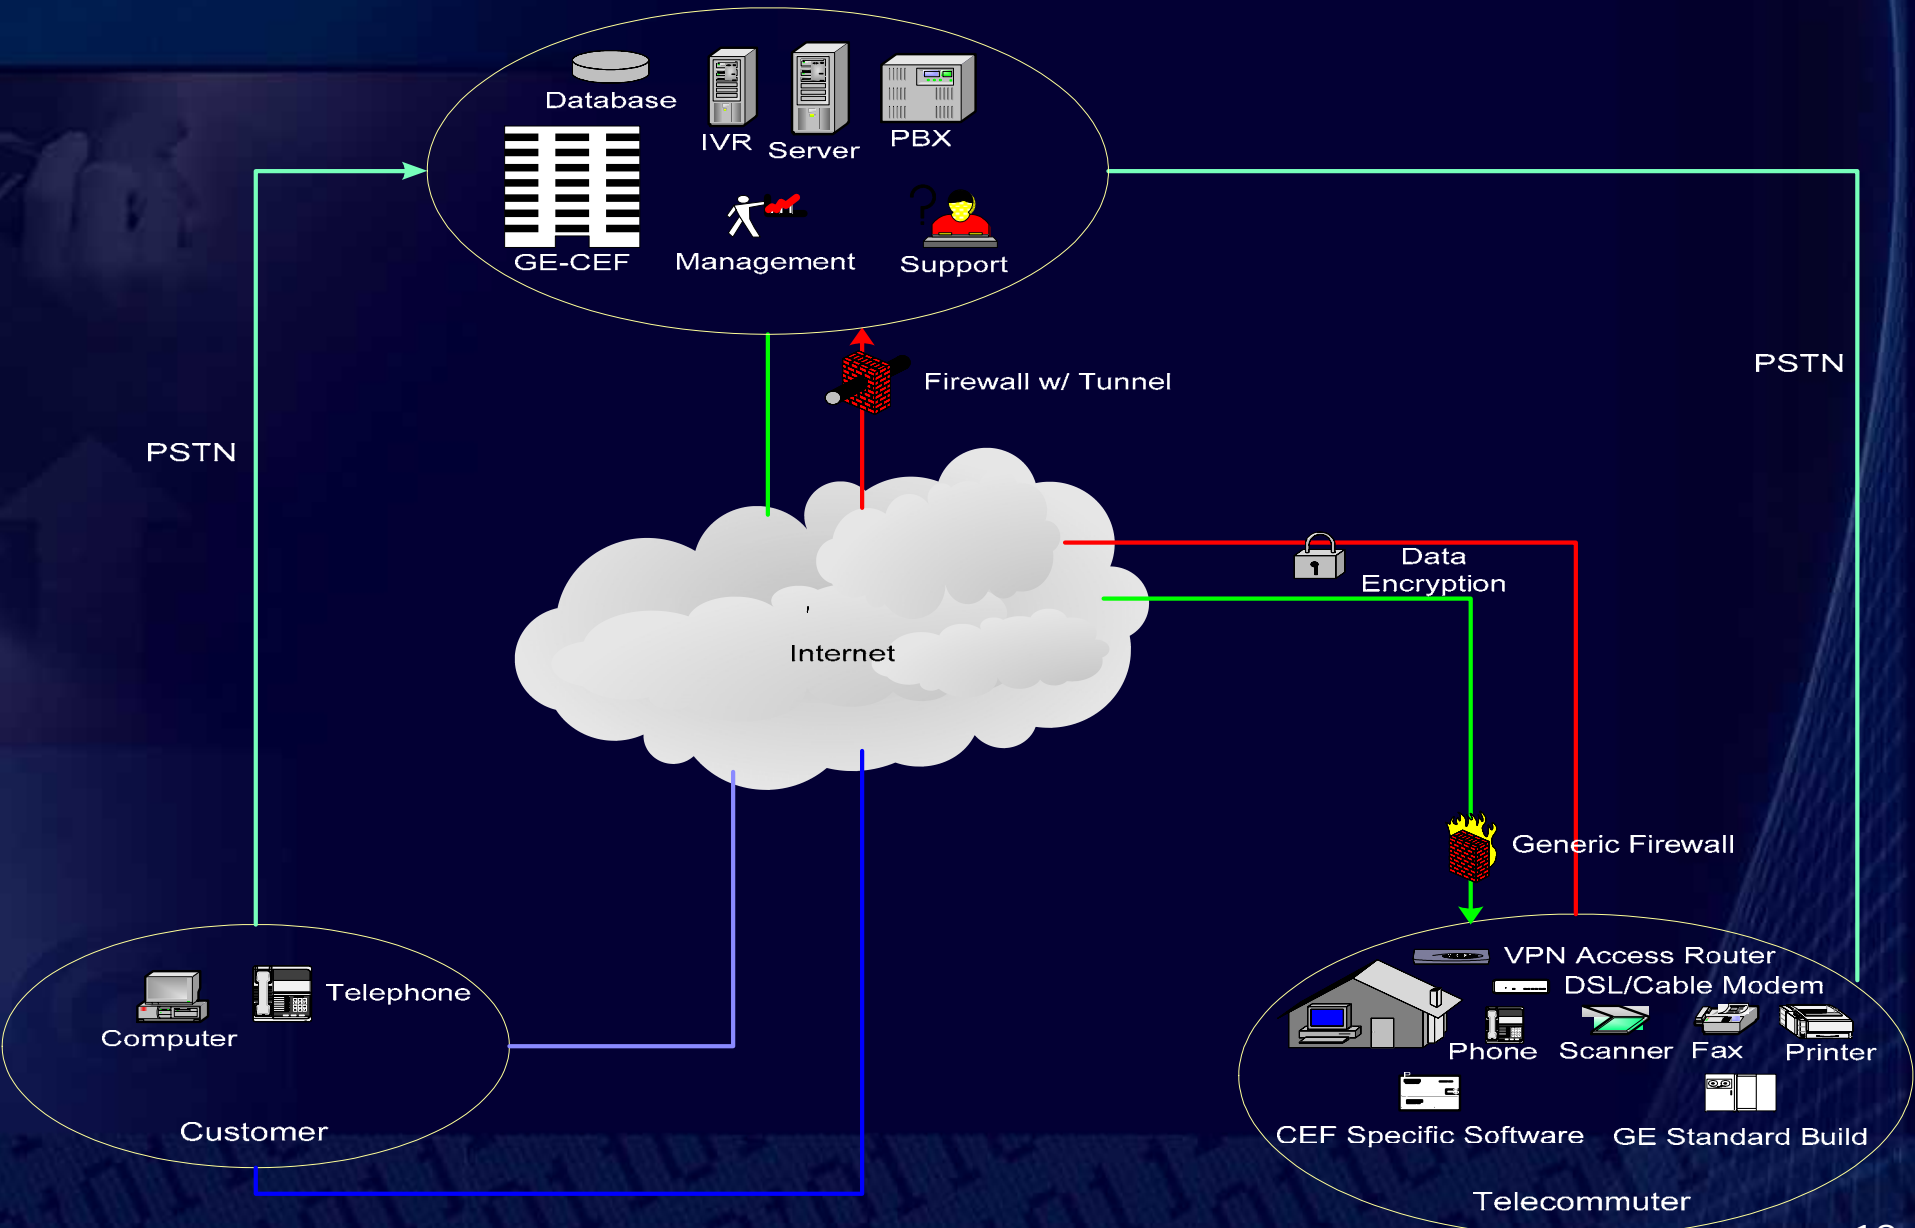 Database
IVR
Server
PBX
GE-CEF
Management
Support
Firewall w/ Tunnel
PSTN
PSTN
Data
Encryption
Internet
Generic Firewall
VPN Access Router
DSL/Cable Modem
Telephone
Computer
Phone
Scanner
Fax
Printer
Customer
CEF Specific Software
GE Standard Build
Telecommuter